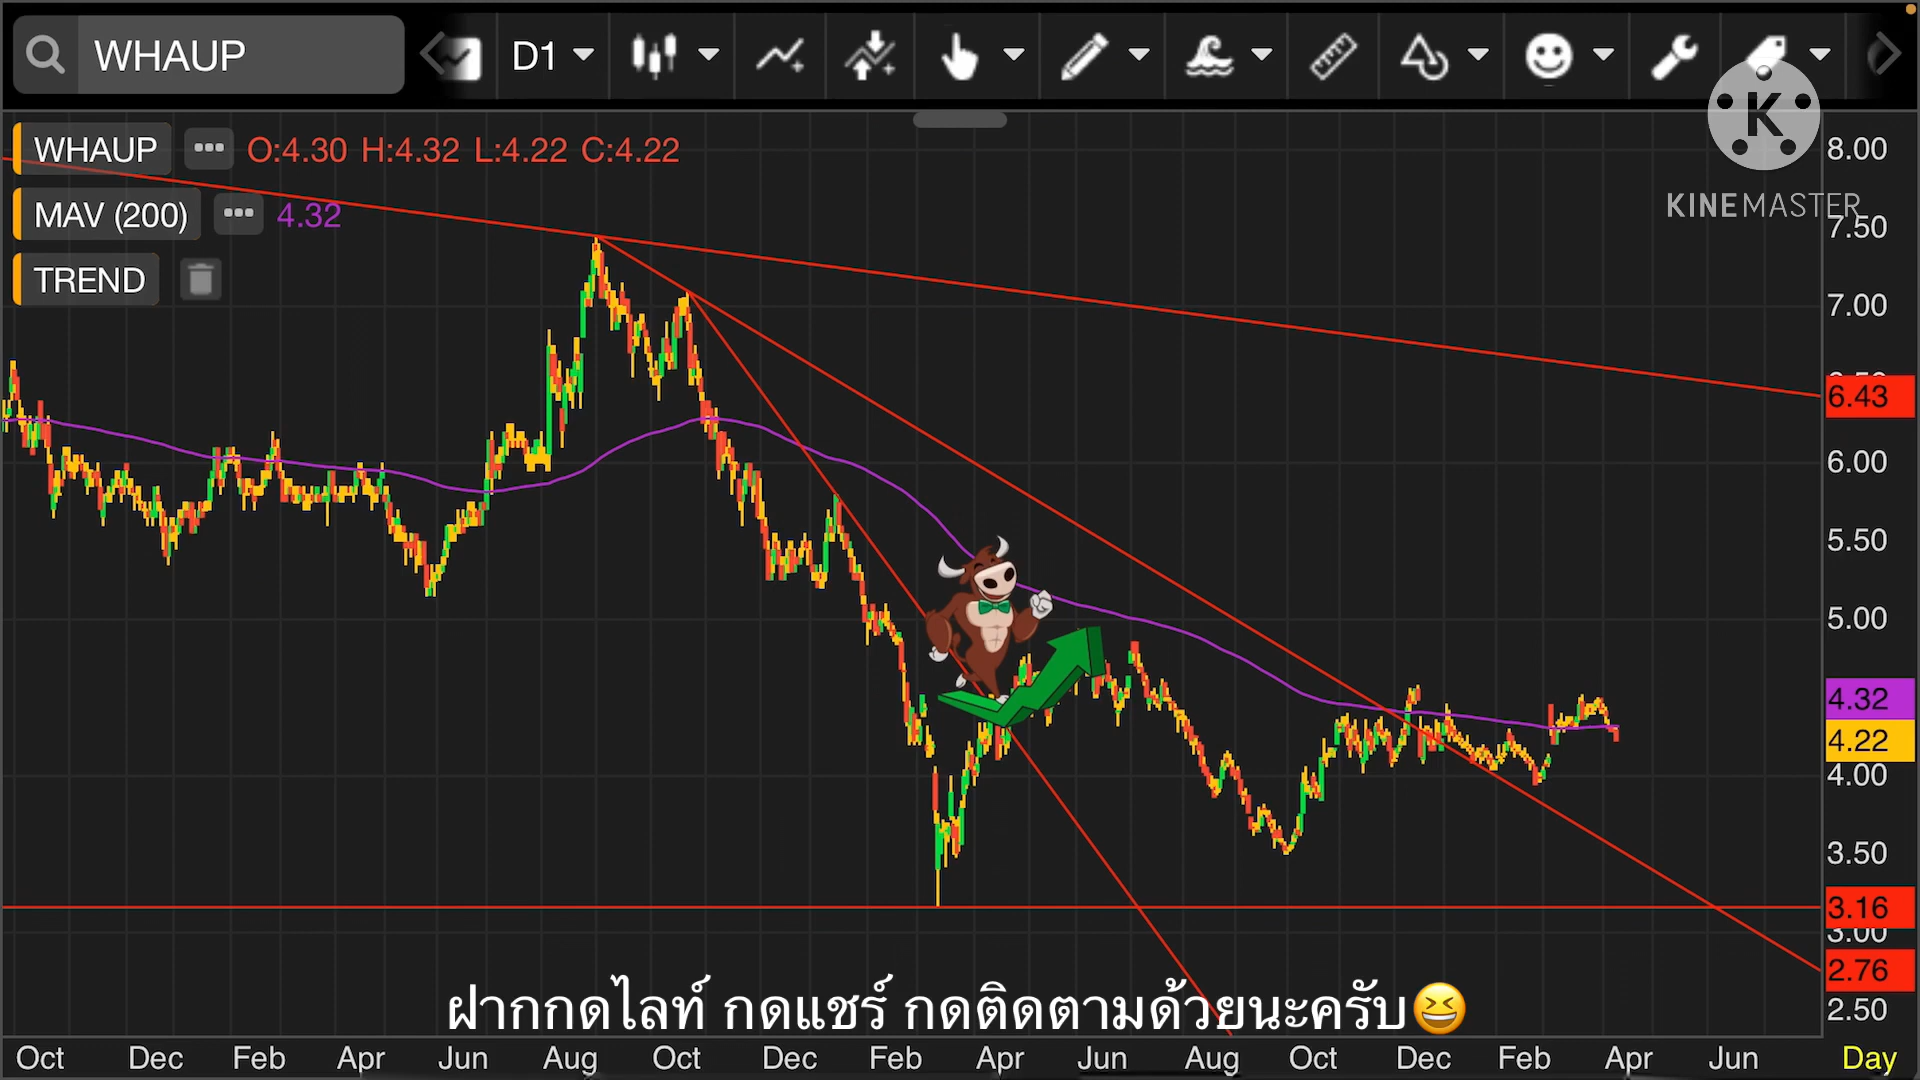 WHAUP
D1
WHAUP
O:4.30 H:4.32 L:4.22 C:4.22
MAV (200)
4.32
TREND
K
KINEMASTER
8.00
7.50
7.00
6.43
6.00
5.50
5.00
4.32
4.22
4.00
3.50
3.16
3.00
2.76
2.50
ฝากกดไลท์ กดแชร์ กดติดตามด้วยนะครับ😆
Oct Dec Feb Apr Jun Aug Oct Dec Feb Apr Jun Aug Oct Dec Feb Apr Jun Day